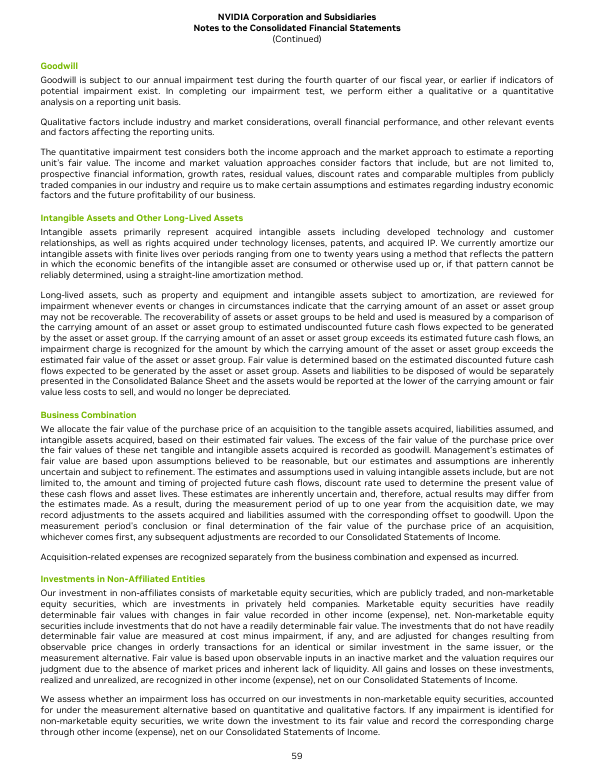 NVIDIA Corporation and Subsidiaries
Notes to the Consolidated Financial Statements
(Continued)
Goodwill
Goodwill is subject to our annual impairment test during the fourth quarter of our fiscal year, or earlier if indicators of
potential impairment exist. In completing our impairment test, we perform either a qualitative or a quantitative
analysis on a reporting unit basis.
Qualitative factors include industry and market considerations, overall financial performance, and other relevant events
and factors affecting the reporting units.
The quantitative impairment test considers both the income approach and the market approach to estimate a reporting
unit's fair value. The income and market valuation approaches consider factors that include, but are not limited to,
prospective financial information, growth rates, residual values, discount rates and comparable multiples from publicly
traded companies in our industry and require us to make certain assumptions and estimates regarding industry economic
factors and the future profitability of our business.
Intangible Assets and Other Long-Lived Assets
Intangible assets primarily represent acquired intangible assets including developed technology and customer
relationships, as well as rights acquired under technology licenses, patents, and acquired IP. We currently amortize our
intangible assets with finite lives over periods ranging from one to twenty years using a method that reflects the pattern
in which the economic benefits of the intangible asset are consumed or otherwise used up or, if that pattern cannot be
reliably determined, using a straight-line amortization method.
Long-lived assets, such as property and equipment and intangible assets subject to amortization, are reviewed for
impairment whenever events or changes in circumstances indicate that the carrying amount of an asset or asset group
may not be recoverable. The recoverability of assets or asset groups to be held and used is measured by a comparison of
the carrying amount of an asset or asset group to estimated undiscounted future cash flows expected to be generated
by the asset or asset group. If the carrying amount of an asset or asset group exceeds its estimated future cash flows, an
impairment charge is recognized for the amount by which the carrying amount of the asset or asset group exceeds the
estimated fair value of the asset or asset group. Fair value is determined based on the estimated discounted future cash
flows expected to be generated by the asset or asset group. Assets and liabilities to be disposed of would be separately
presented in the Consolidated Balance Sheet and the assets would be reported at the lower of the carrying amount or fair
value less costs to sell, and would no longer be depreciated.
Business Combination
We allocate the fair value of the purchase price of an acquisition to the tangible assets acquired, liabilities assumed, and
intangible assets acquired, based on their estimated fair values. The excess of the fair value of the purchase price over
the fair values of these net tangible and intangible assets acquired is recorded as goodwill. Management's estimates of
fair value are based upon assumptions believed to be reasonable, but our estimates and assumptions are inherently
uncertain and subject to refinement. The estimates and assumptions used in valuing intangible assets include, but are not
limited to, the amount and timing of projected future cash flows, discount rate used to determine the present value of
these cash flows and asset lives. These estimates are inherently uncertain and, therefore, actual results may differ from
the estimates made. As a result, during the measurement period of up to one year from the acquisition date, we may
record adjustments to the assets acquired and liabilities assumed with the corresponding offset to goodwill. Upon the
measurement period's conclusion or final determination of the fair value of the purchase price of an acquisition,
whichever comes first, any subsequent adjustments are recorded to our Consolidated Statements of Income.
Acquisition-related expenses are recognized separately from the business combination and expensed as incurred.
Investments in Non-Affiliated Entities
Our investment in non-affiliates consists of marketable equity securities, which are publicly traded, and non-marketable
equity securities, which are investments in privately held companies. Marketable equity securities have readily
determinable fair values with changes in fair value recorded in other income (expense), net. Non-marketable equity
securities include investments that do not have a readily determinable fair value. The investments that do not have readily
determinable fair value are measured at cost minus impairment, if any, and are adjusted for changes resulting from
observable price changes in orderly transactions for an identical or similar investment in the same issuer, or the
measurement alternative. Fair value is based upon observable inputs in an inactive market and the valuation requires our
judgment due to the absence of market prices and inherent lack of liquidity. All gains and losses on these investments,
realized and unrealized, are recognized in other income (expense), net on our Consolidated Statements of Income.
We assess whether an impairment loss has occurred on our investments in non-marketable equity securities, accounted
for under the measurement alternative based on quantitative and qualitative factors. If any impairment is identified for
non-marketable equity securities, we write down the investment to its fair value and record the corresponding charge
through other income (expense), net on our Consolidated Statements of Income.
59